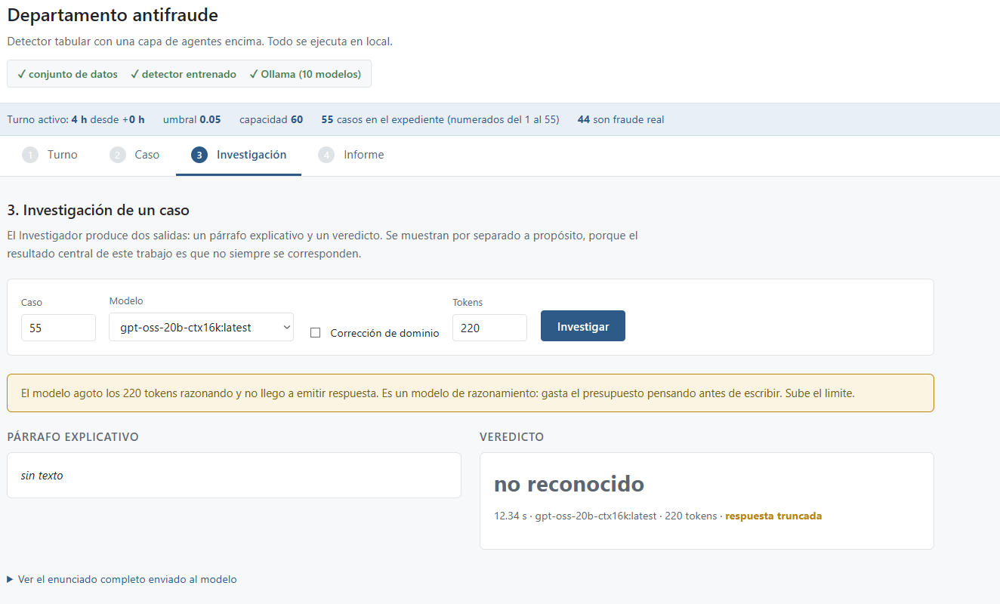 Departamento antifraude
Detector tabular con una capa de agentes encima. Todo se ejecuta en local.
✓ conjunto de datos ✓ detector entrenado ✓ Ollama (10 modelos)
Turno activo: 4 h desde +0 h umbral 0.05 capacidad 60 55 casos en el expediente (numerados del 1 al 55) 44 son fraude real
1 Turno 2 Caso 3 Investigación 4 Informe
3. Investigación de un caso
El Investigador produce dos salidas: un párrafo explicativo y un veredicto. Se muestran por separado a propósito, porque el
resultado central de este trabajo es que no siempre se corresponden.
Caso Modelo Tokens
55 gpt-oss-20b-ctx16k:latest Corrección de dominio 220 Investigar
El modelo agoto los 220 tokens razonando y no llego a emitir respuesta. Es un modelo de razonamiento: gasta el presupuesto pensando antes de escribir. Sube el limite.
PÁRRAFO EXPLICATIVO VEREDICTO
sin texto
no reconocido
12.34 s · gpt-oss-20b-ctx16k:latest · 220 tokens · respuesta truncada
▶ Ver el enunciado completo enviado al modelo